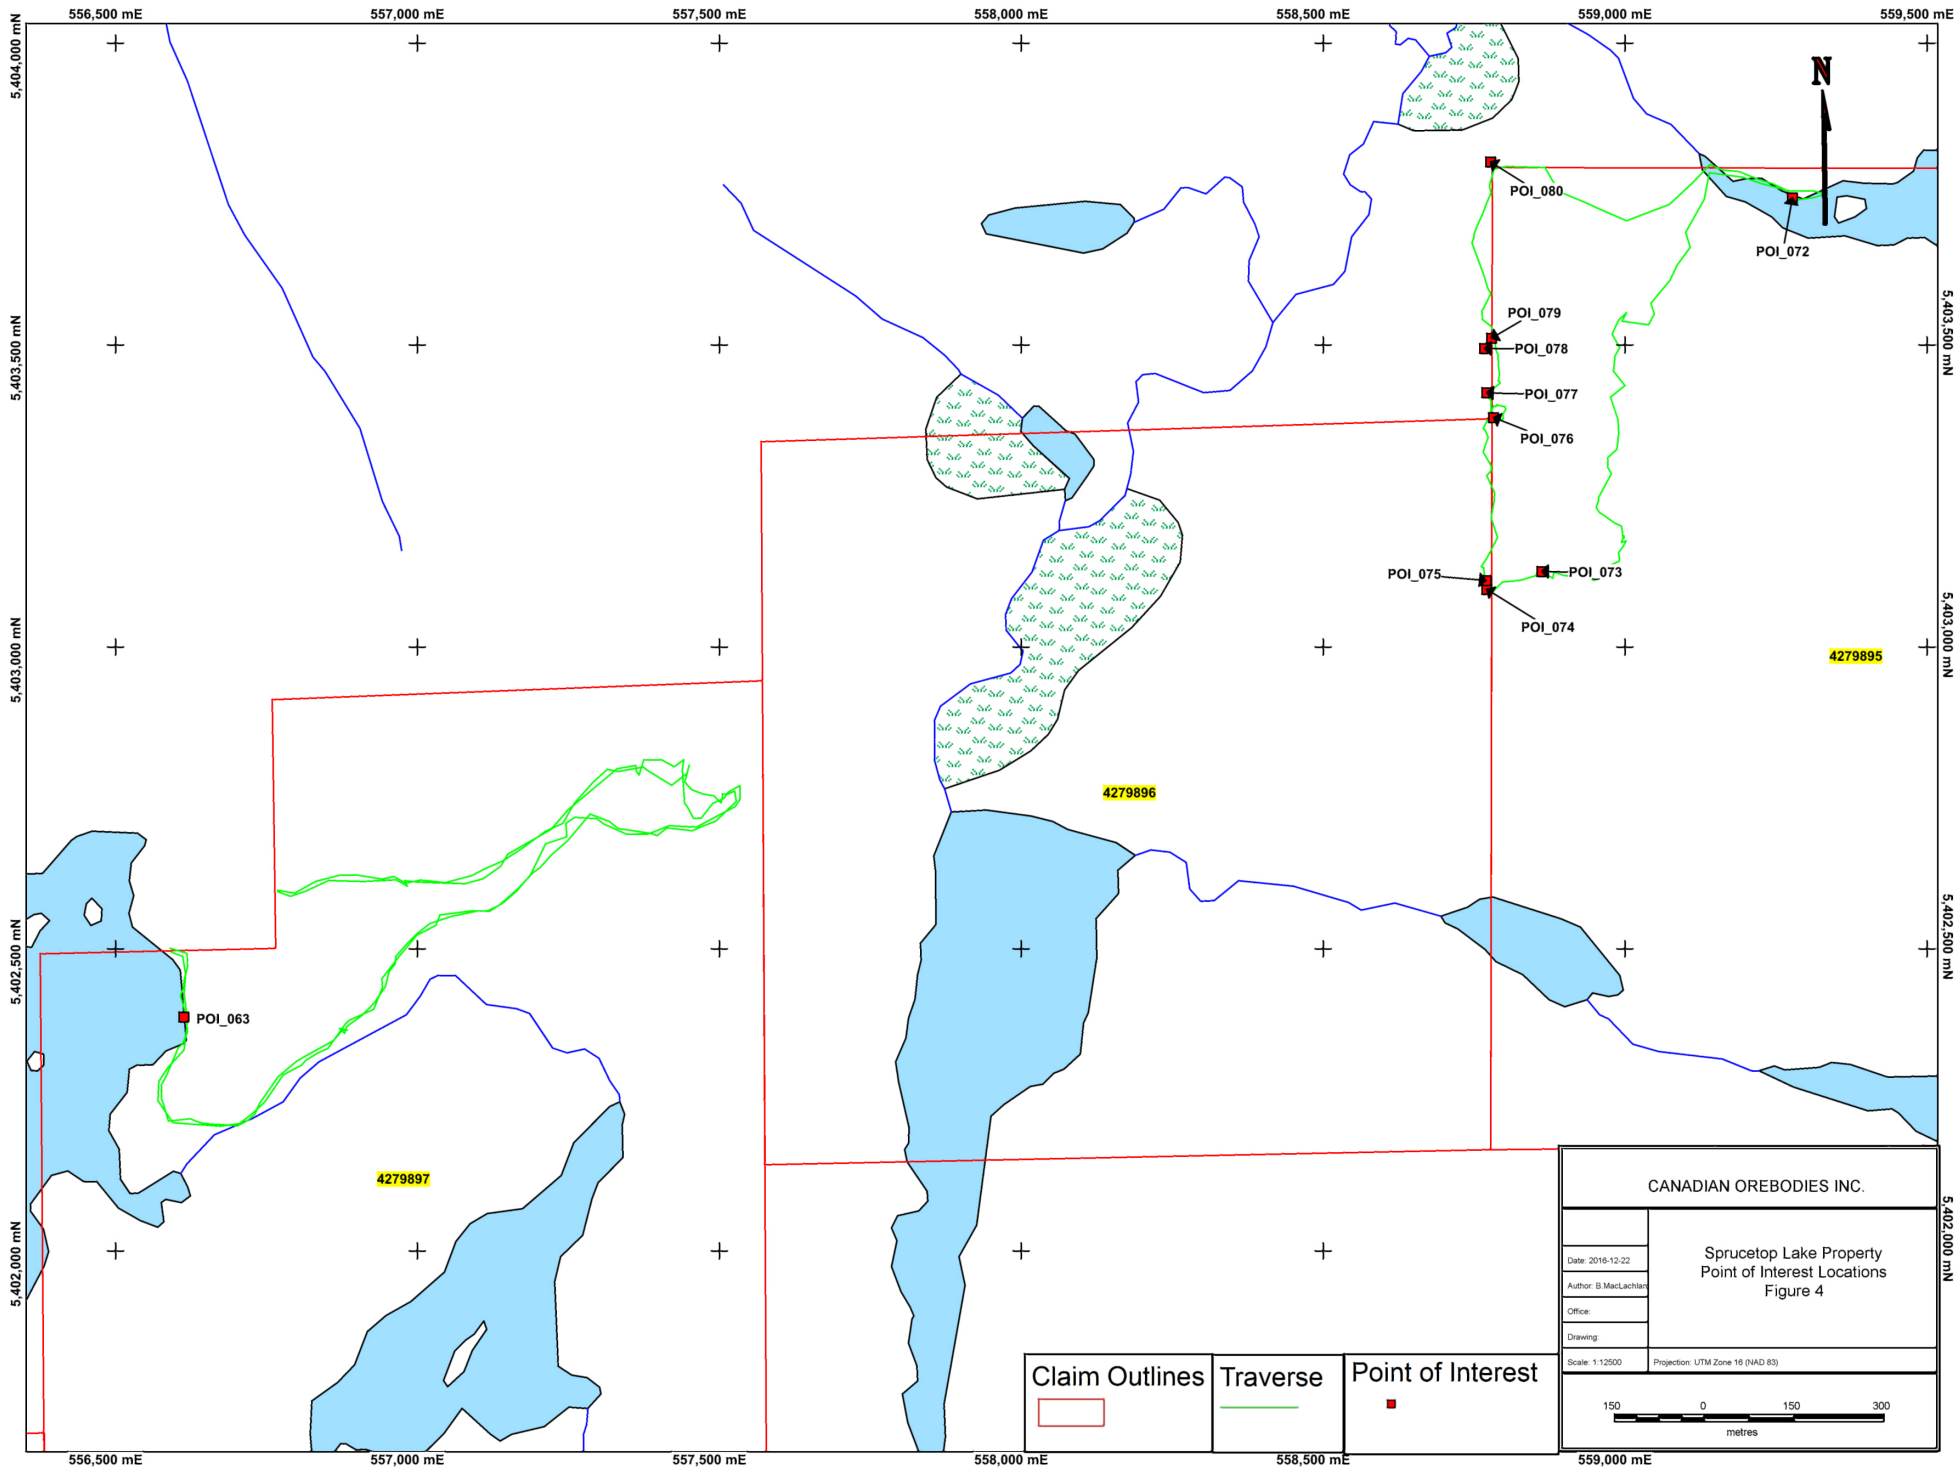 556,500 mE
557,000 mE
557,500 mE
558,000 mE
558,500 mE
559,000 mE
559,500 mE
5,404,000 mN
N
POI_080
POI_072
POI_079
5,403,500 mN
5,403,500 mN
POI_078
POI_077
POI_076
POI_075
POI_073
POI_074
5,403,000 mN
5,403,000 mN
4279895
4279896
5,402,500 mN
5,402,500 mN
POI_063
4279897
5,402,000 mN
5,402,000 mN
CANADIAN OREBODIES INC.
Sprucetop Lake Property
Point of Interest Locations
Figure 4
Date: 2016-12-22
Author: B.MacLachlan
Office:
Drawing:
Scale: 1:12500
Projection: UTM Zone 16 (NAD 83)
150
0
150
300
metres
Claim Outlines
Traverse
Point of Interest
556,500 mE
557,000 mE
557,500 mE
558,000 mE
558,500 mE
559,000 mE